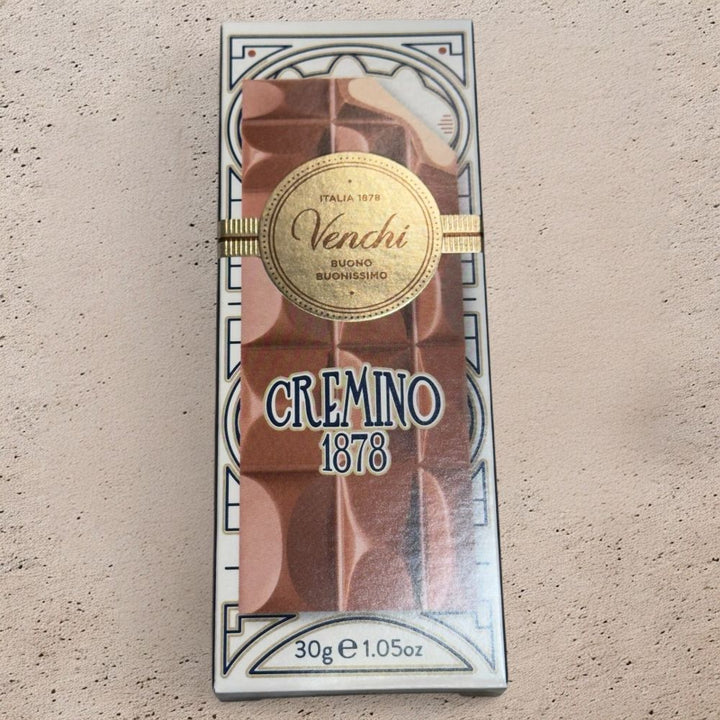 ITALIA 1878
Venchi
BUONO
BUONISSIMO
CREMINO
1878
30g ℮ 1.05oz